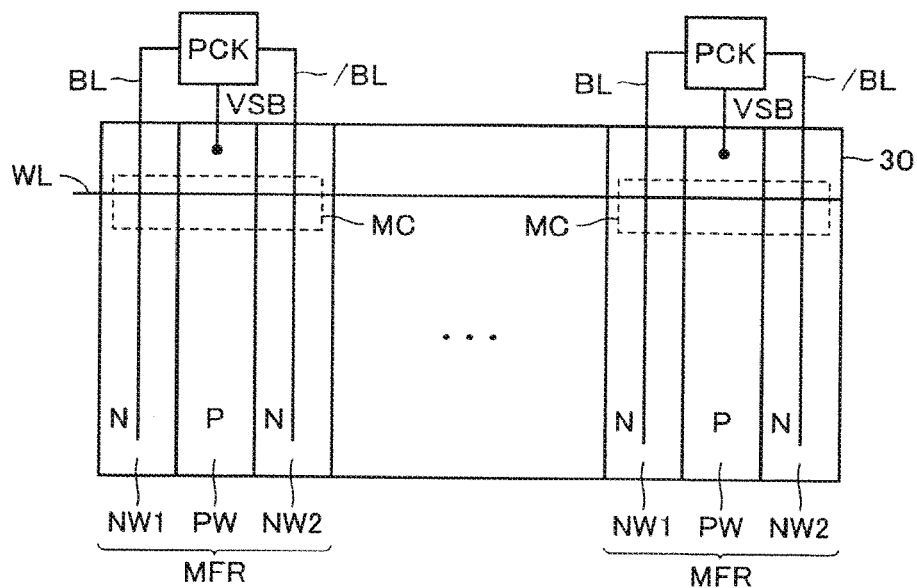 PCK PCK
BL /BL BL /BL
VSB VSB
30
WL
MC MC
...
N P N N P N
NW1 PW NW2 NW1 PW NW2
MFR MFR